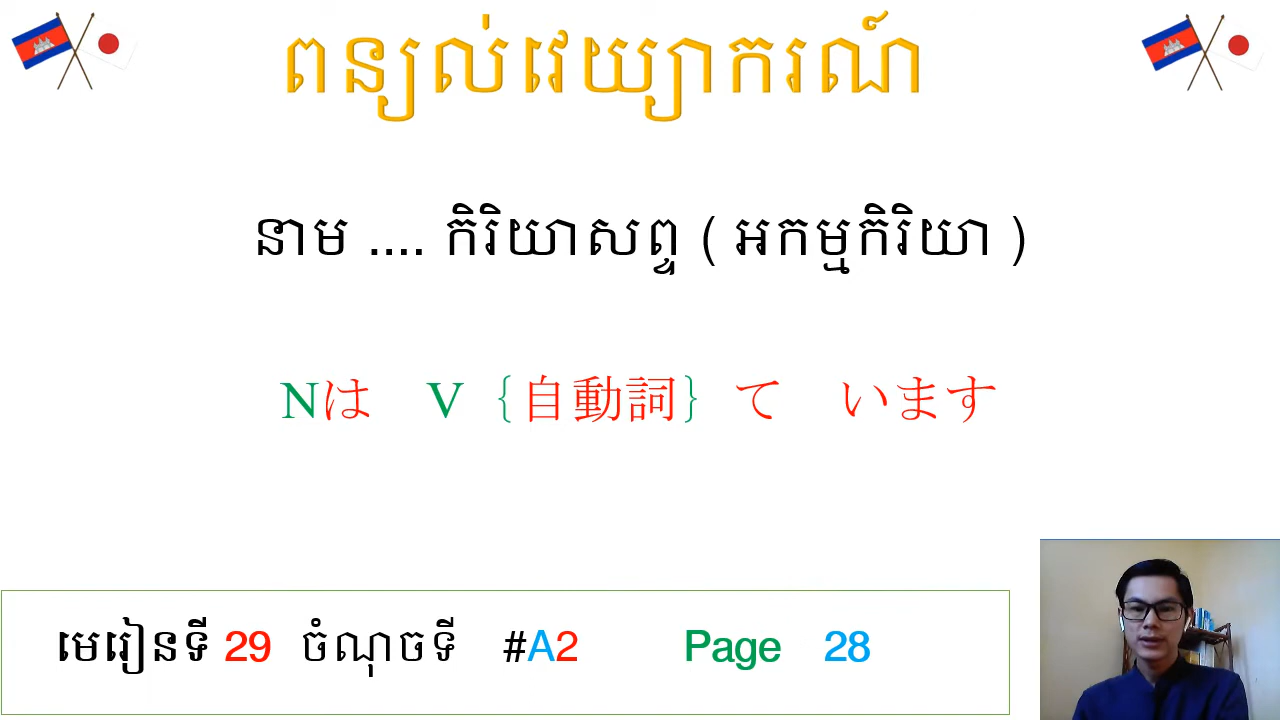 ពន្យល់វេយ្យាករណ៍
នាម .... កិរិយាសព្ទ ( អកម្មកិរិយា )
Nは　V｛自動詞｝て　います
មេរៀនទី 29 ចំណុចទី #A2 Page 28